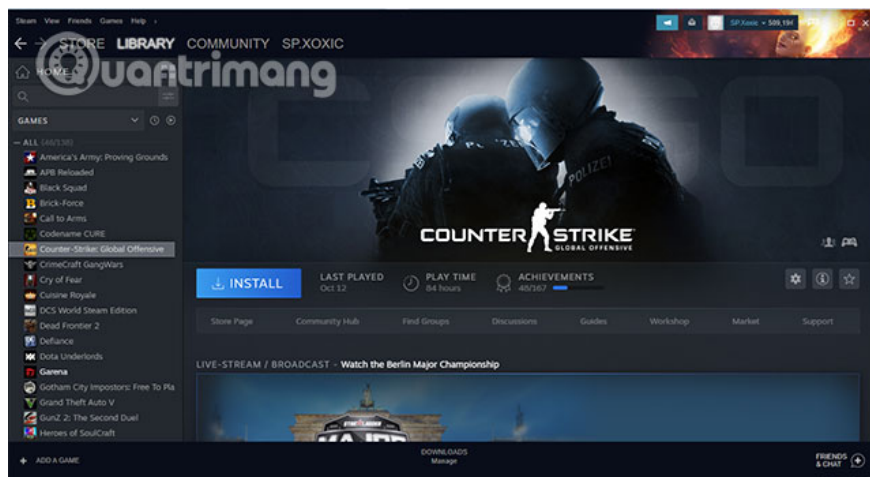 Steam View Friends Games Help
SP.Xoxic
STORE LIBRARY COMMUNITY SP.XOXIC
Quantrimang
HOME
GAMES
ALL (46/138)
America's Army: Proving Grounds
APB Reloaded
Black Squad
Brick-Force
Call to Arms
Codename CURE
Counter-Strike: Global Offensive
CrimeCraft GangWars
Cry of Fear
Cuisine Royale
DCS World Steam Edition
Dead Frontier 2
Defiance
Dota Underlords
Garena
Gotham City Impostors: Free To Pla
Grand Theft Auto V
GunZ 2: The Second Duel
Heroes of SoulCraft
CS GO
POLIZEI
COUNTER STRIKE
GLOBAL OFFENSIVE
INSTALL
LAST PLAYED
Oct 12
PLAY TIME
84 hours
ACHIEVEMENTS
48/167
Store Page Community Hub Find Groups Discussions Guides Workshop Market Support
LIVE-STREAM / BROADCAST - Watch the Berlin Major Championship
MAJOR
+ ADD A GAME
DOWNLOADS
Manage
FRIENDS
& CHAT